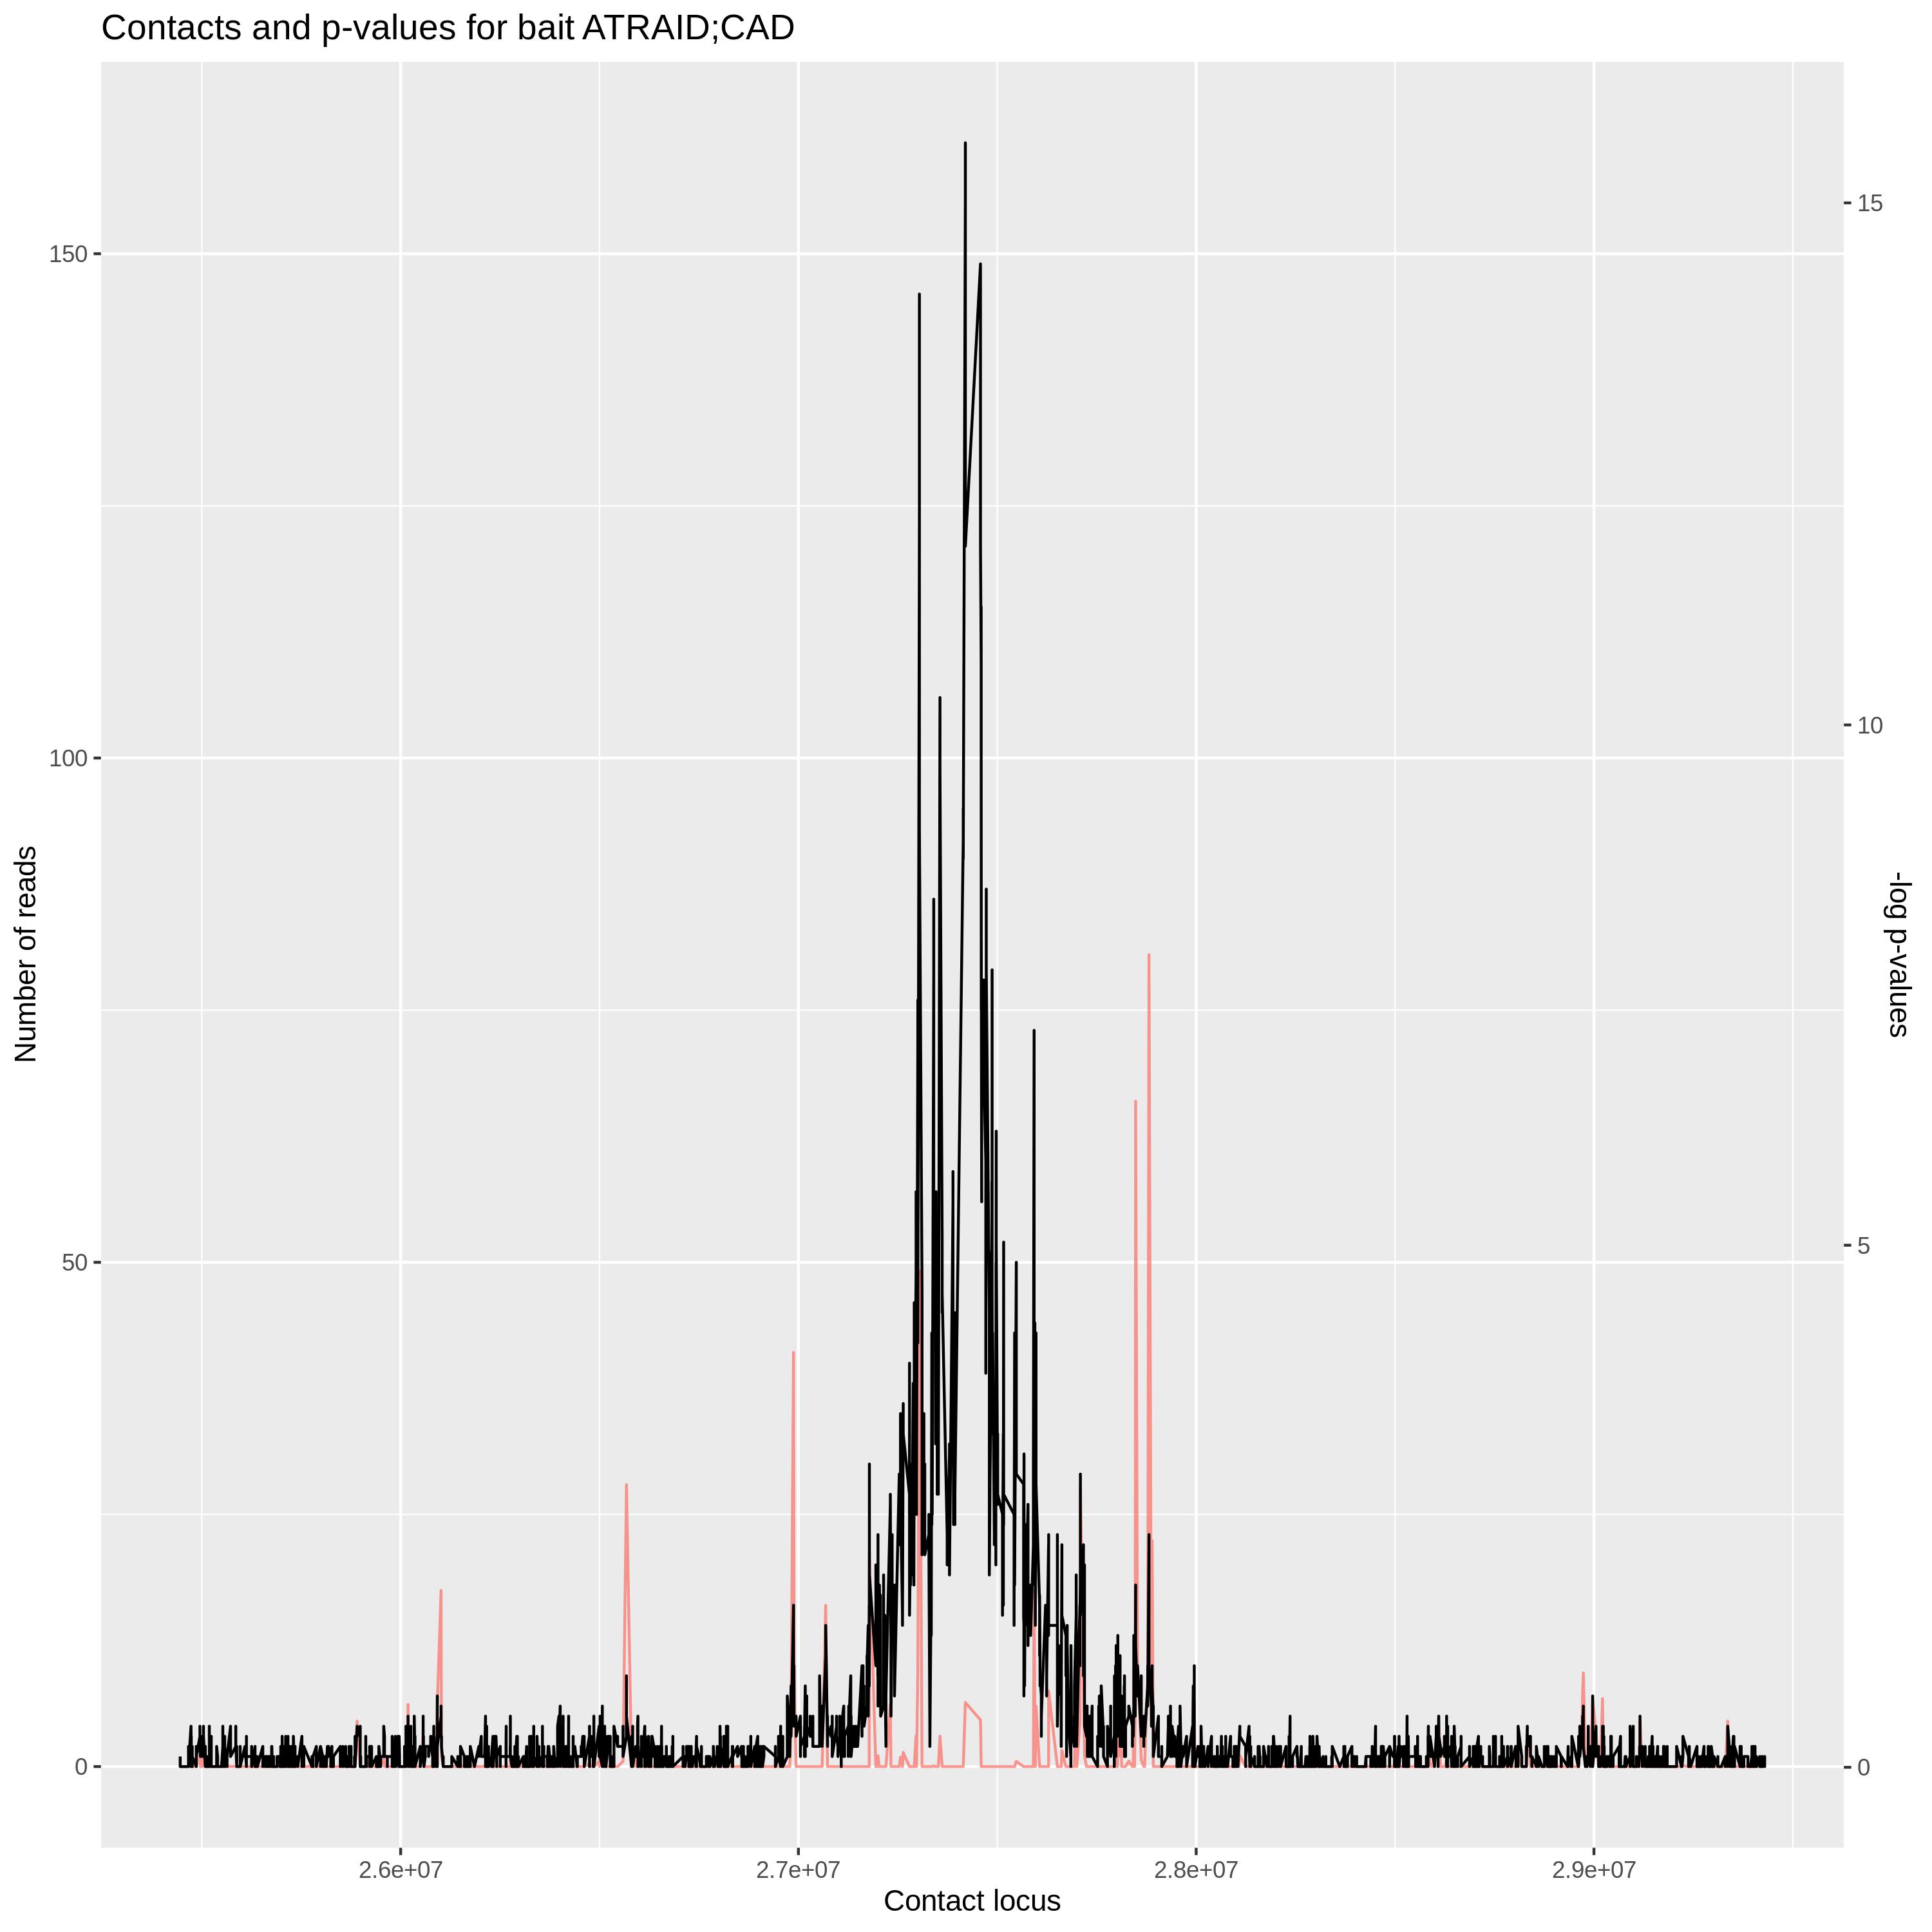 Contacts and p-values for bait ATRAID;CAD
150
100
50
0
15
10
5
0
Number of reads
-log p-values
2.6e+07
2.7e+07
2.8e+07
2.9e+07
Contact locus